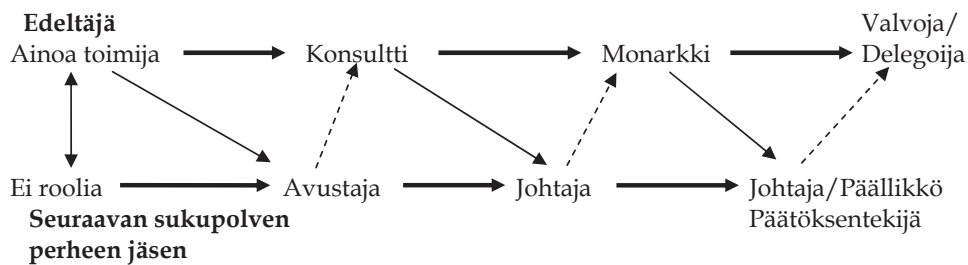 Edeltäjä
Ainoa toimija Konsultti Monarkki Valvoja/
Delegoija
Ei roolia Avustaja Johtaja Johtaja/Päällikkö
Päätöksentekijä
Seuraavan sukupolven
perheen jäsen